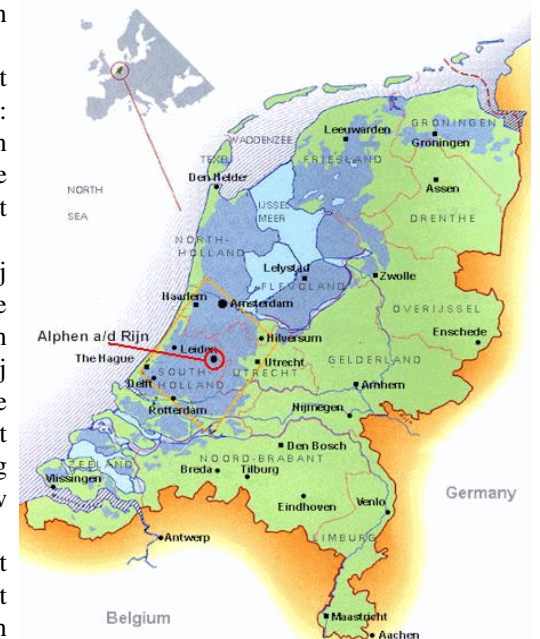 GRONINGEN
Leeuwarden
Groningen
WADDENZEE
TEXEL
FRIESLAND
Den Helder
Assen
NORTH
SEA
IJSSEL
MEER
DRENTHE
NORTH-
HOLLAND
Lelystad
Zwolle
FLEVOLAND
Haarlem
Amsterdam
OVERIJSSEL
Alphen a/d Rijn
Hilversum
Enschede
Leiden
The Hague
Utrecht
GELDERLAND
SOUTH-
HOLLAND
UTRECHT
Delft
Arnhem
Rotterdam
Nijmegen
Den Bosch
ZEELAND
NOORD-BRABANT
Breda
Tilburg
Vlissingen
Germany
Eindhoven
Venlo
Antwerp
LIMBURG
Belgium
Maastricht
Aachen